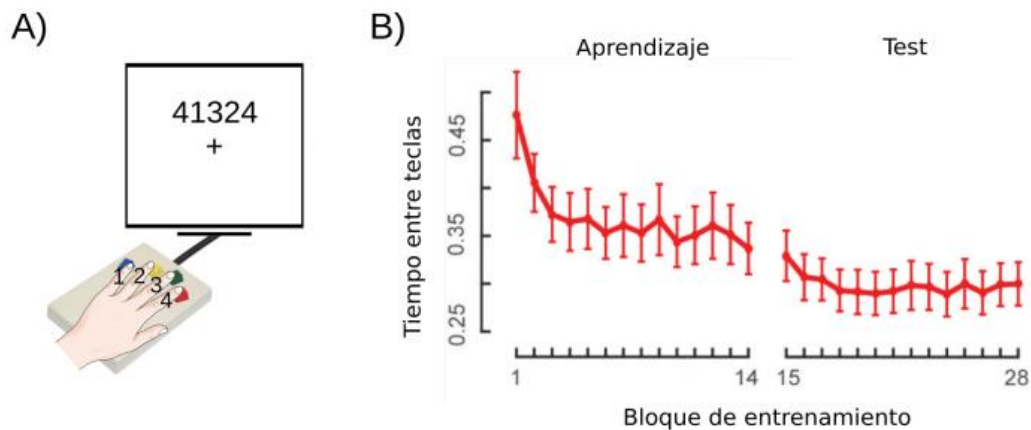 A)
41324
+
1 2 3 4
B)
Aprendizaje
Test
Tiempo entre teclas
0.45
0.35
0.25
1
14
15
28
Bloque de entrenamiento